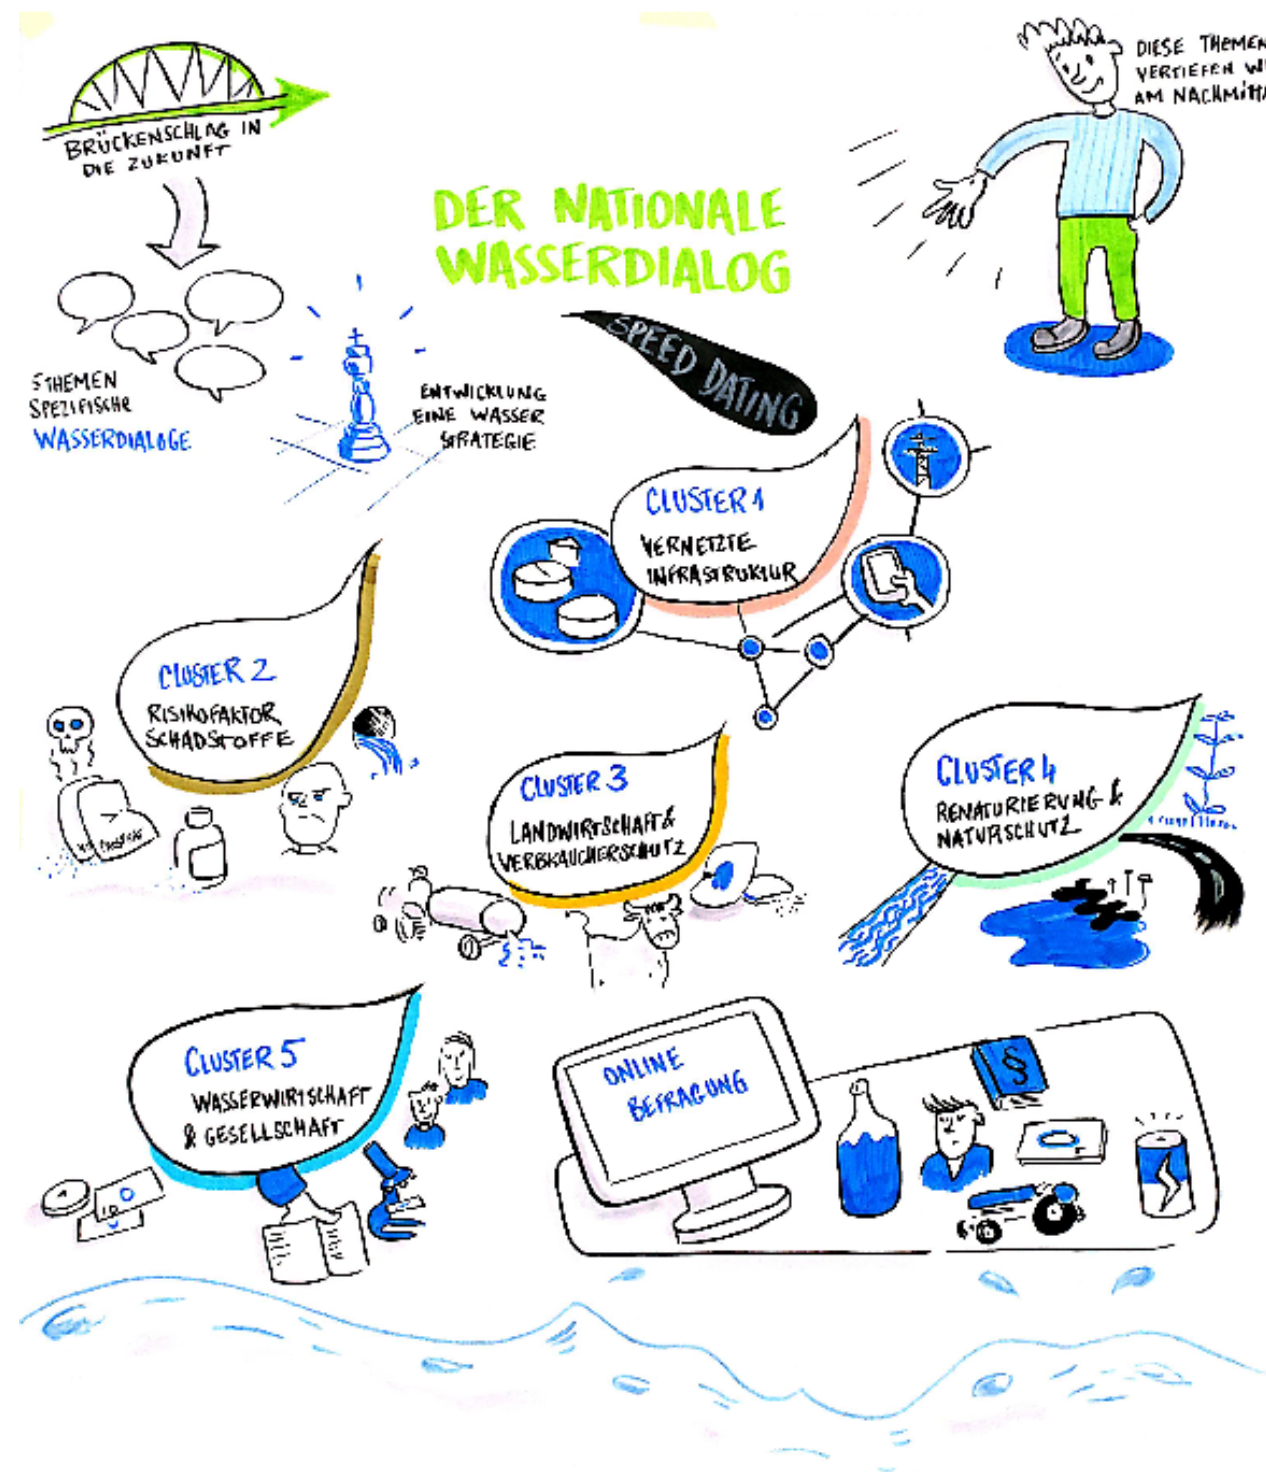 BRÜCKENSCHLAG IN
DIE ZUKUNFT
DIESE THEMEN
VERTIEFEN
AM
DER NATIONALE
WASSERDIALOG
5 THEMEN
SPEZIFISCHE
WASSERDIALOGE
ENTWICKLUNG
EINE WASSER
STRATEGIE
SPEED DATING
CLUSTER 1
VERNETZTE
INFRASTRUKTUR
CLUSTER 2
RISIKOFAKTOR
SCHADSTOFFE
CLUSTER 3
LANDWIRTSCHAFT &
VERBRAUCHERSCHUTZ
CLUSTER 4
RENATURIERUNG &
NATURSCHUTZ
CLUSTER 5
WASSERWIRTSCHAFT
& GESELLSCHAFT
ONLINE
BEFRAGUNG
§